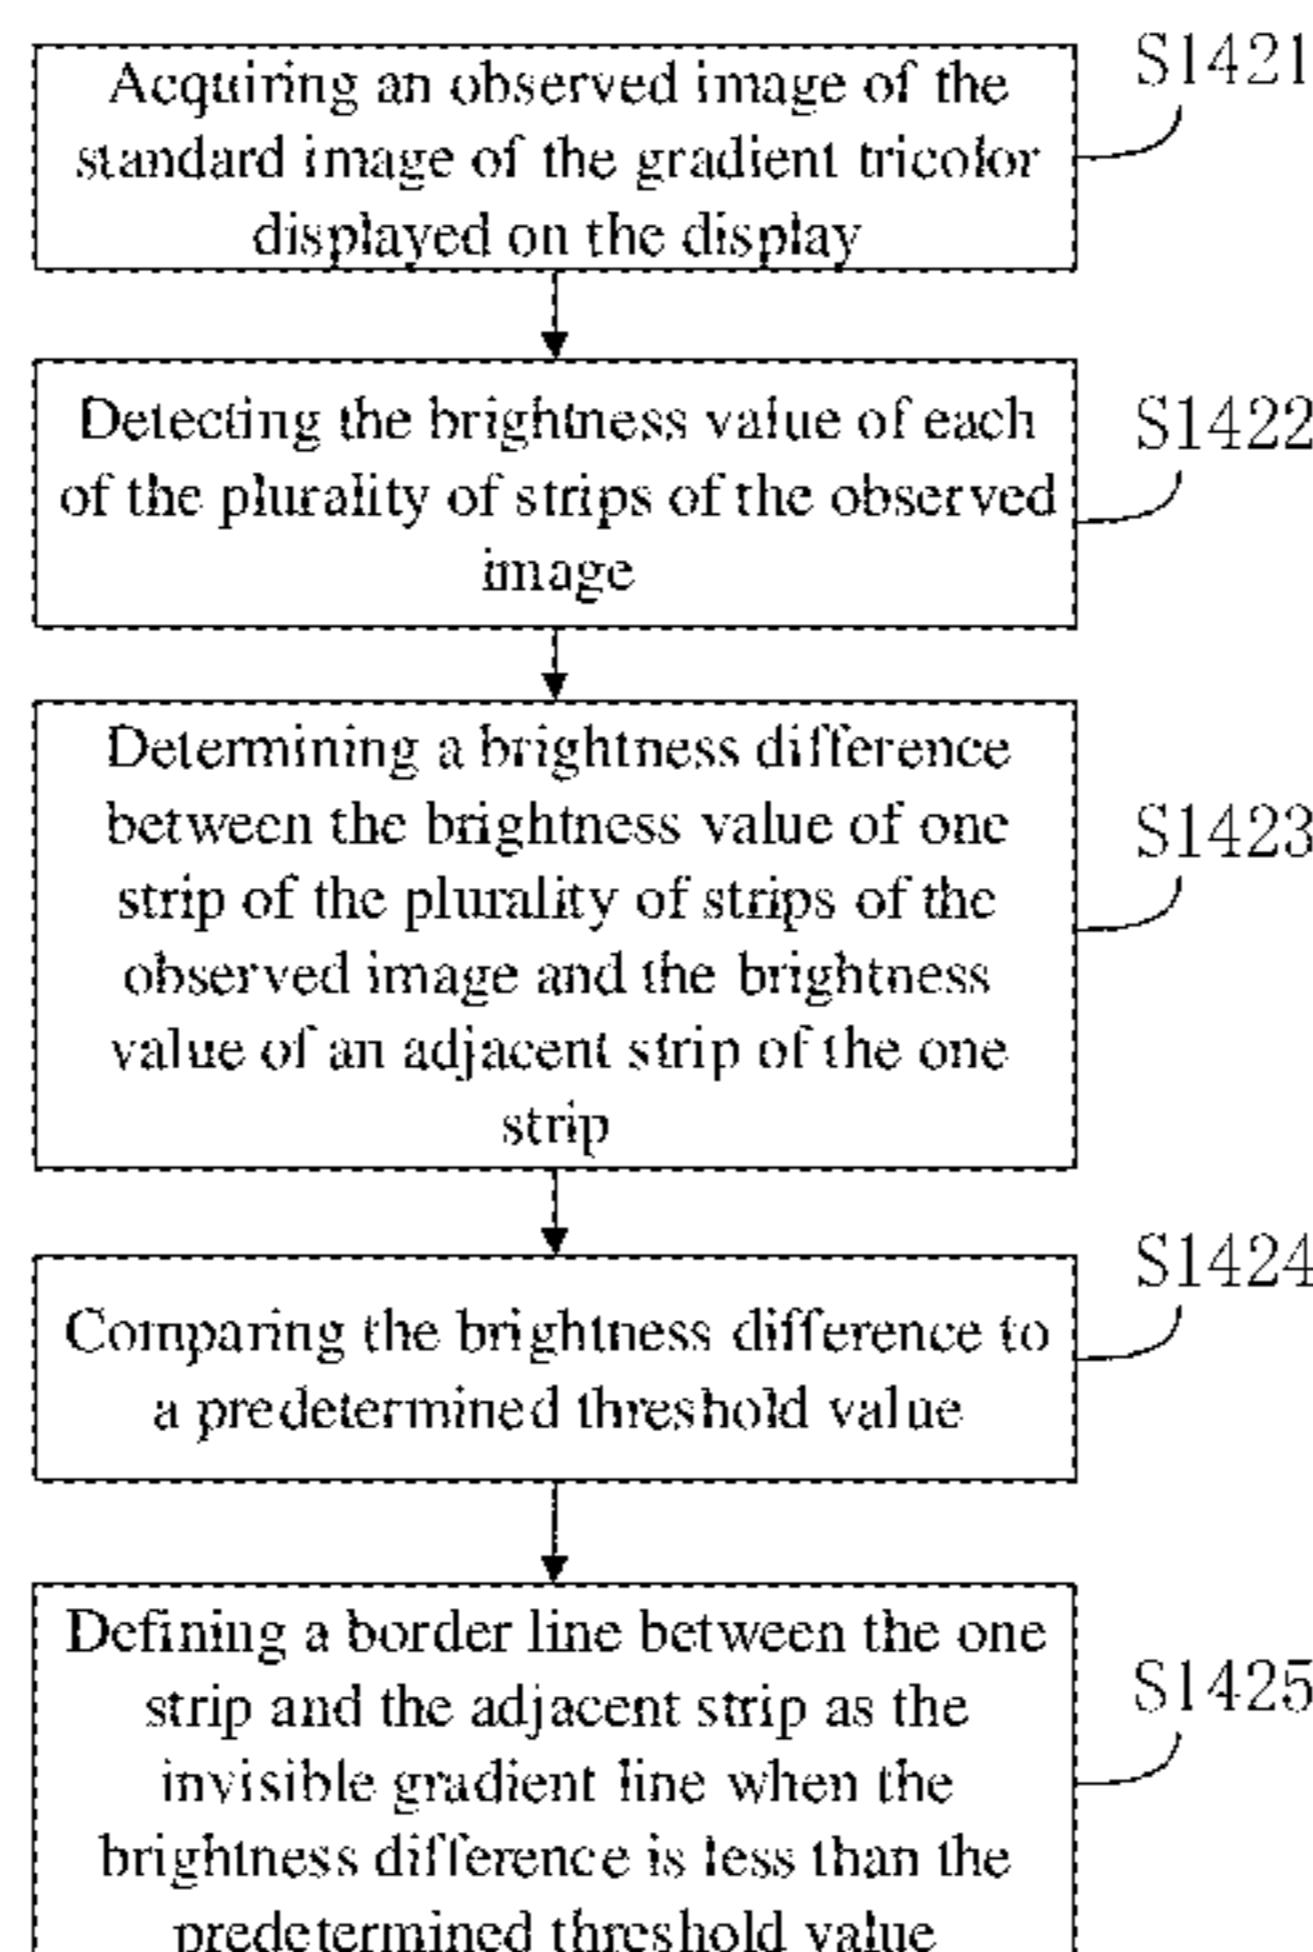 Acquiring an observed image of the
standard image of the gradient tricolor
displayed on the display
S1421
Detecting the brightness value of each
of the plurality of strips of the observed
image
S1422
Determining a brightness difference
between the brightness value of one
strip of the plurality of strips of the
observed image and the brightness
value of an adjacent strip of the one
strip
S1423
Comparing the brightness difference to
a predetermined threshold value
S1424
Defining a border line between the one
strip and the adjacent strip as the
invisible gradient line when the
brightness difference is less than the
predetermined threshold value
S1425